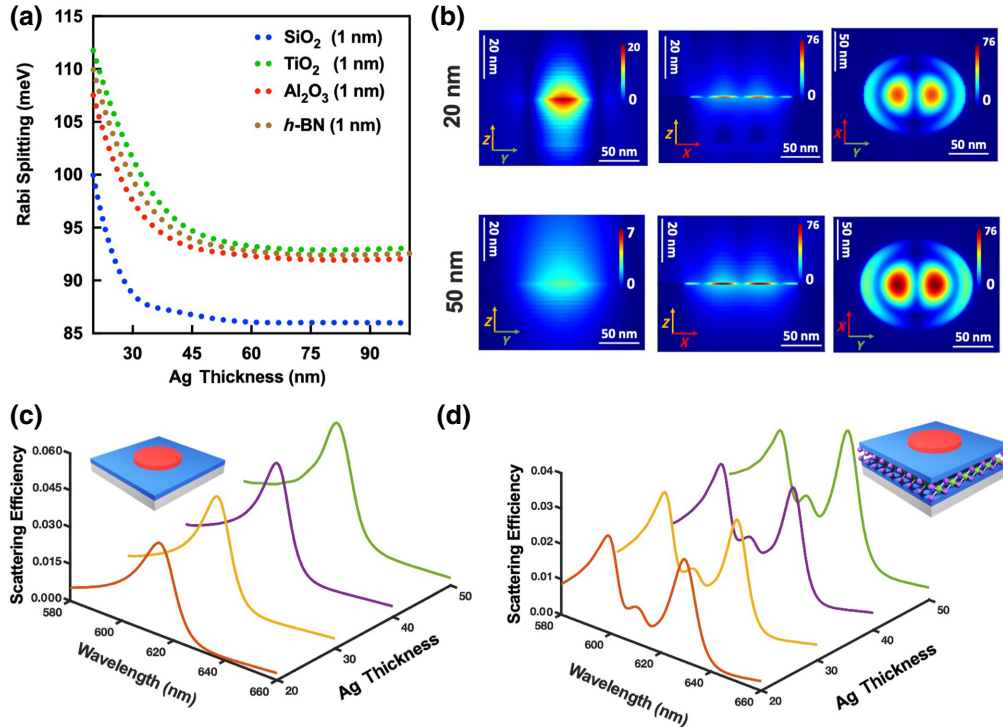 (a)
115
110
105
100
95
90
85
Rabi Splitting (meV)
SiO2 (1 nm)
TiO2 (1 nm)
Al2O3 (1 nm)
h-BN (1 nm)
30
45
60
75
90
Ag Thickness (nm)
(b)
20 nm
20 nm
20
0
Z
Y
50 nm
20 nm
76
0
Z
X
50 nm
50 nm
76
0
X
Y
50 nm
50 nm
20 nm
7
0
Z
Y
50 nm
20 nm
76
0
Z
X
50 nm
50 nm
76
0
X
Y
50 nm
(c)
Scattering Efficiency
0.060
0.045
0.030
0.015
0.000
580
600
620
640
660
Wavelength (nm)
20
30
40
50
Ag Thickness
(d)
Scattering Efficiency
0.04
0.03
0.02
0.01
0.00
580
600
620
640
660
Wavelength (nm)
20
30
40
50
Ag Thickness